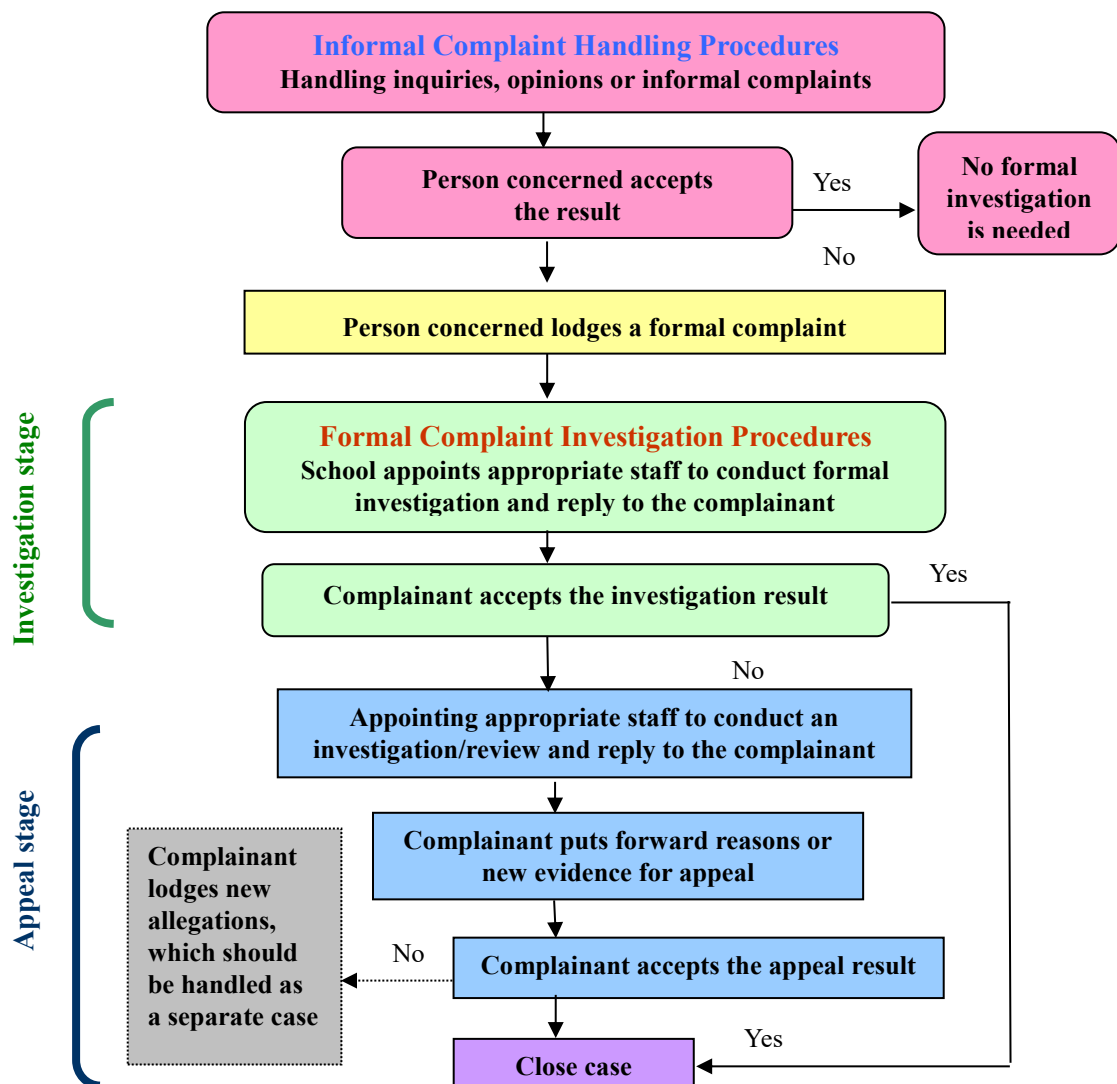 Informal Complaint Handling Procedures
Handling inquiries, opinions or informal complaints
Person concerned accepts
the result
Yes
No formal
investigation
is needed
No
Person concerned lodges a formal complaint
Investigation stage
Formal Complaint Investigation Procedures
School appoints appropriate staff to conduct formal
investigation and reply to the complainant
Complainant accepts the investigation result
Yes
No
Appeal stage
Appointing appropriate staff to conduct an
investigation/review and reply to the complainant
Complainant puts forward reasons or
new evidence for appeal
Complainant
lodges new
allegations,
which should
be handled as
a separate case
No
Complainant accepts the appeal result
Yes
Close case